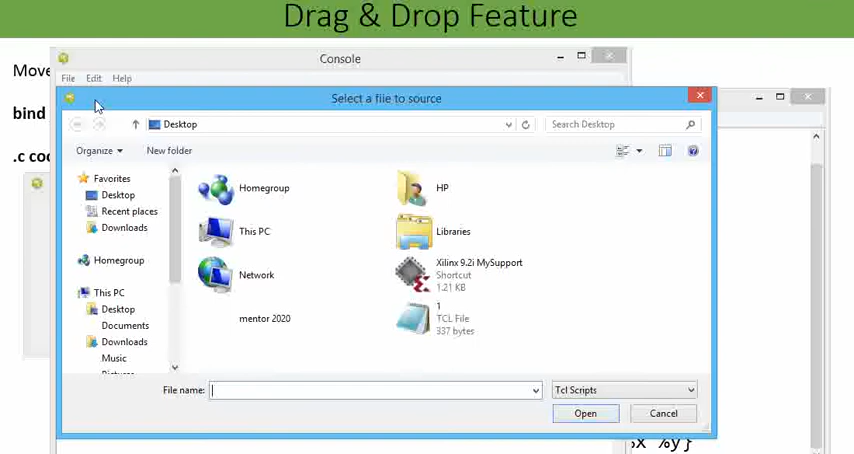 Drag & Drop Feature
Move
Console
File Edit Help
bind
Select a file to source
Desktop
Search Desktop
.c
Organize New folder
Favorites
Desktop
Recent places
Downloads
Homegroup
This PC
Desktop
Documents
Downloads
Music
Homegroup
HP
This PC
Libraries
Network
Xilinx 9.2i MySupport
Shortcut
1.21 KB
mentor 2020
1
TCL File
337 bytes
File name:
Tcl Scripts
Open Cancel
%y}